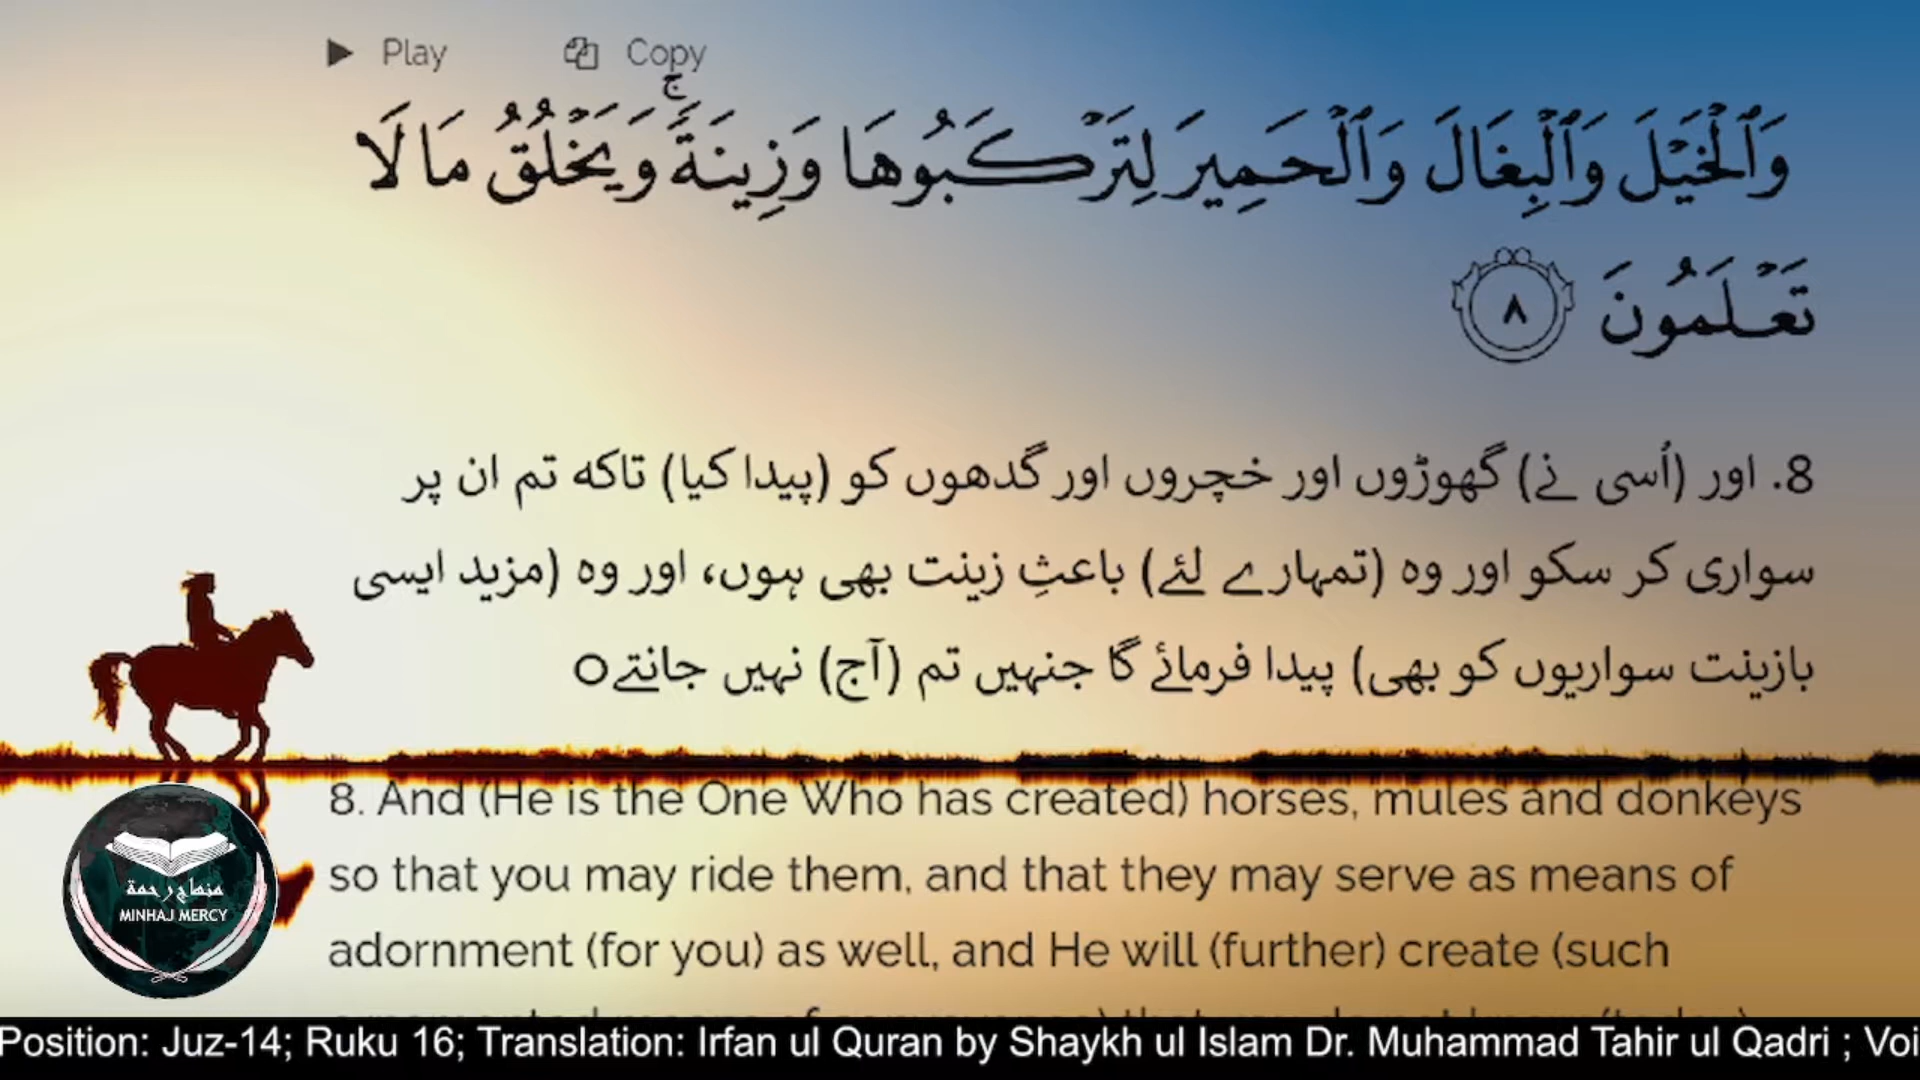 Play
Copy
وَٱلْخَيْلَ وَٱلْبِغَالَ وَٱلْحَمِيرَ لِتَرْكَبُوهَا وَزِينَةً ۚ وَيَخْلُقُ مَا لَا
تَعْلَمُونَ ٨
8. اور (اُسی نے) گھوڑوں اور خچروں اور گدھوں کو (پیدا کیا) تاکہ تم ان پر
سواری کر سکو اور وہ (تمہارے لئے) باعثِ زینت بھی ہوں، اور وہ (مزید ایسی
بازینت سواریوں کو بھی) پیدا فرمائے گا جنہیں تم (آج) نہیں جانتےo
8. And (He is the One Who has created) horses, mules and donkeys
so that you may ride them, and that they may serve as means of
adornment (for you) as well, and He will (further) create (such
منهاج رحمة
MINHAJ MERCY
Position: Juz-14; Ruku 16; Translation: Irfan ul Quran by Shaykh ul Islam Dr. Muhammad Tahir ul Qadri ; Voi